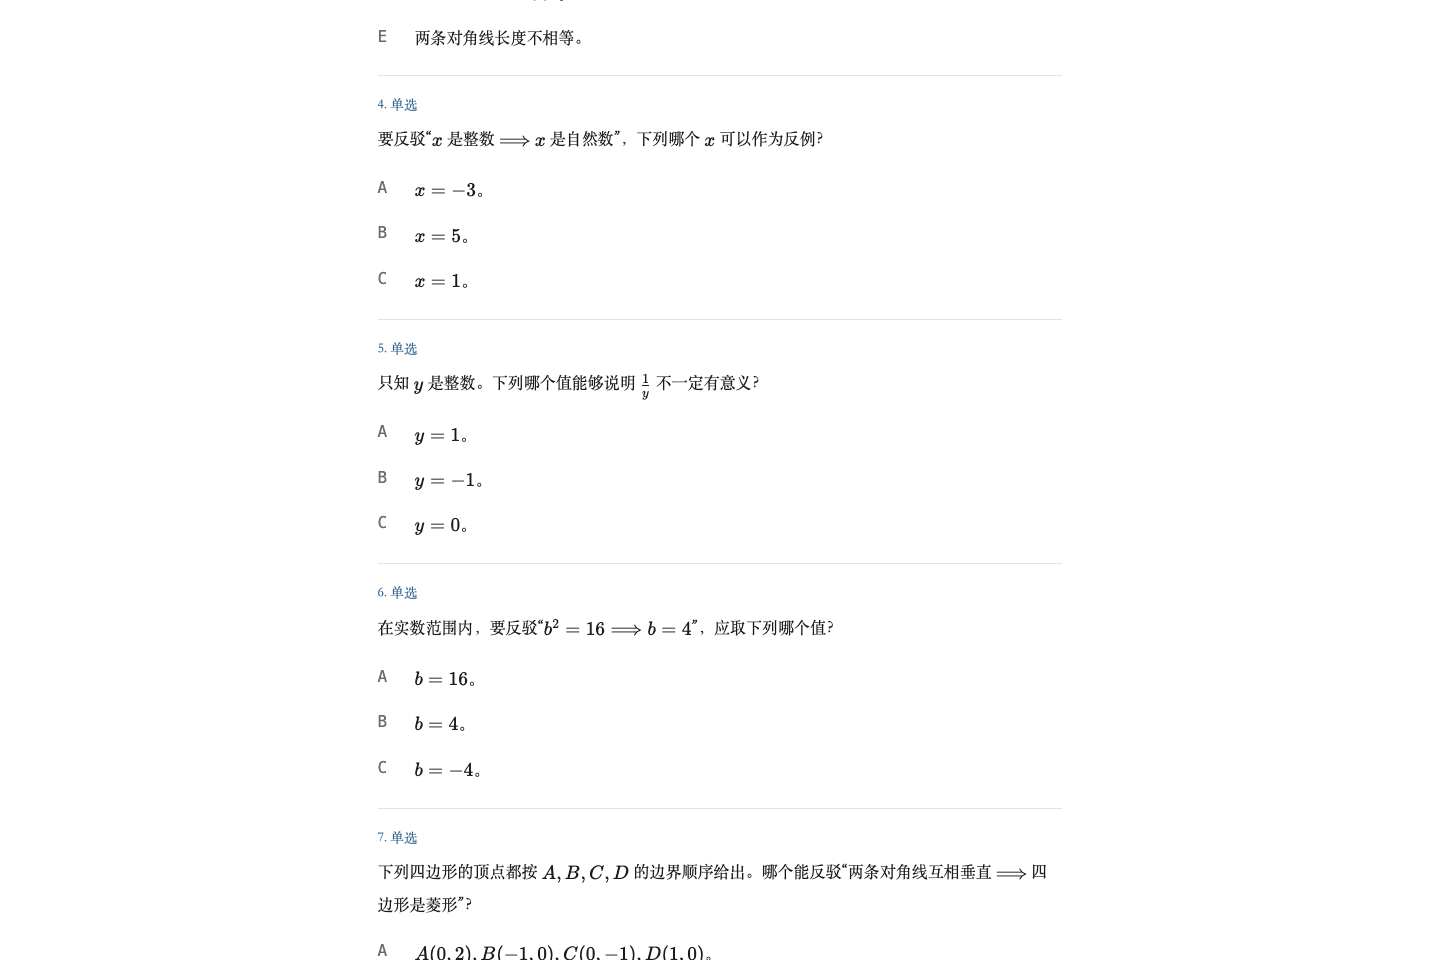 E 两条对角线长度不相等。
4. 单选
要反驳“x 是整数 ⟹ x 是自然数”，下列哪个 x 可以作为反例？
A x = −3。
B x = 5。
C x = 1。
5. 单选
只知 y 是整数。下列哪个值能够说明 1/y 不一定有意义？
A y = 1。
B y = −1。
C y = 0。
6. 单选
在实数范围内，要反驳“b² = 16 ⟹ b = 4”，应取下列哪个值？
A b = 16。
B b = 4。
C b = −4。
7. 单选
下列四边形的顶点都按 A, B, C, D 的边界顺序给出。哪个能反驳“两条对角线互相垂直 ⟹ 四
边形是菱形”？
A A(0, 2), B(−1, 0), C(0, −1), D(1, 0)。